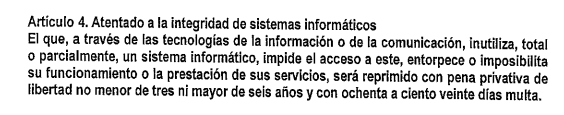 Artículo 4. Atentado a la integridad de sistemas informáticos
El que, a través de las tecnologías de la información o de la comunicación, inutiliza, total
o parcialmente, un sistema informático, impide el acceso a este, entorpece o imposibilita
su funcionamiento o la prestación de sus servicios, será reprimido con pena privativa de
libertad no menor de tres ni mayor de seis años y con ochenta a ciento veinte días multa.